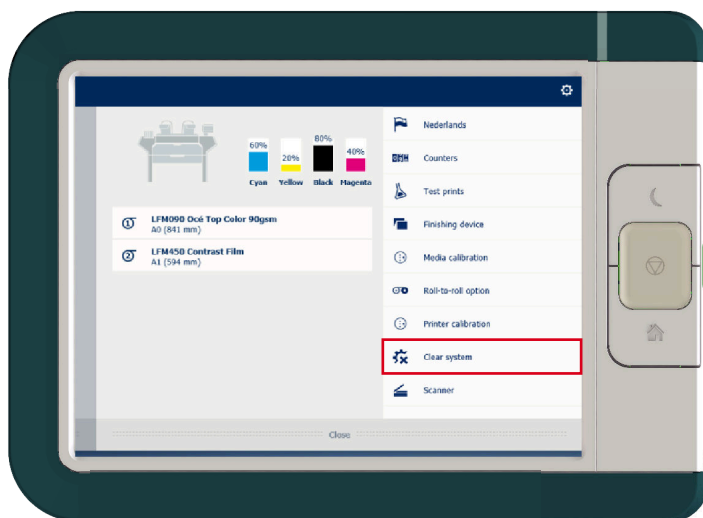 60%
20%
80%
40%
Cyan Yellow Black Magenta
1 LFM090 Océ Top Color 90gsm
A0 (841 mm)
2 LFM450 Contrast Film
A1 (594 mm)
Nederlands
Counters
Test prints
Finishing device
Media calibration
Roll-to-roll option
Printer calibration
Clear system
Scanner
Close